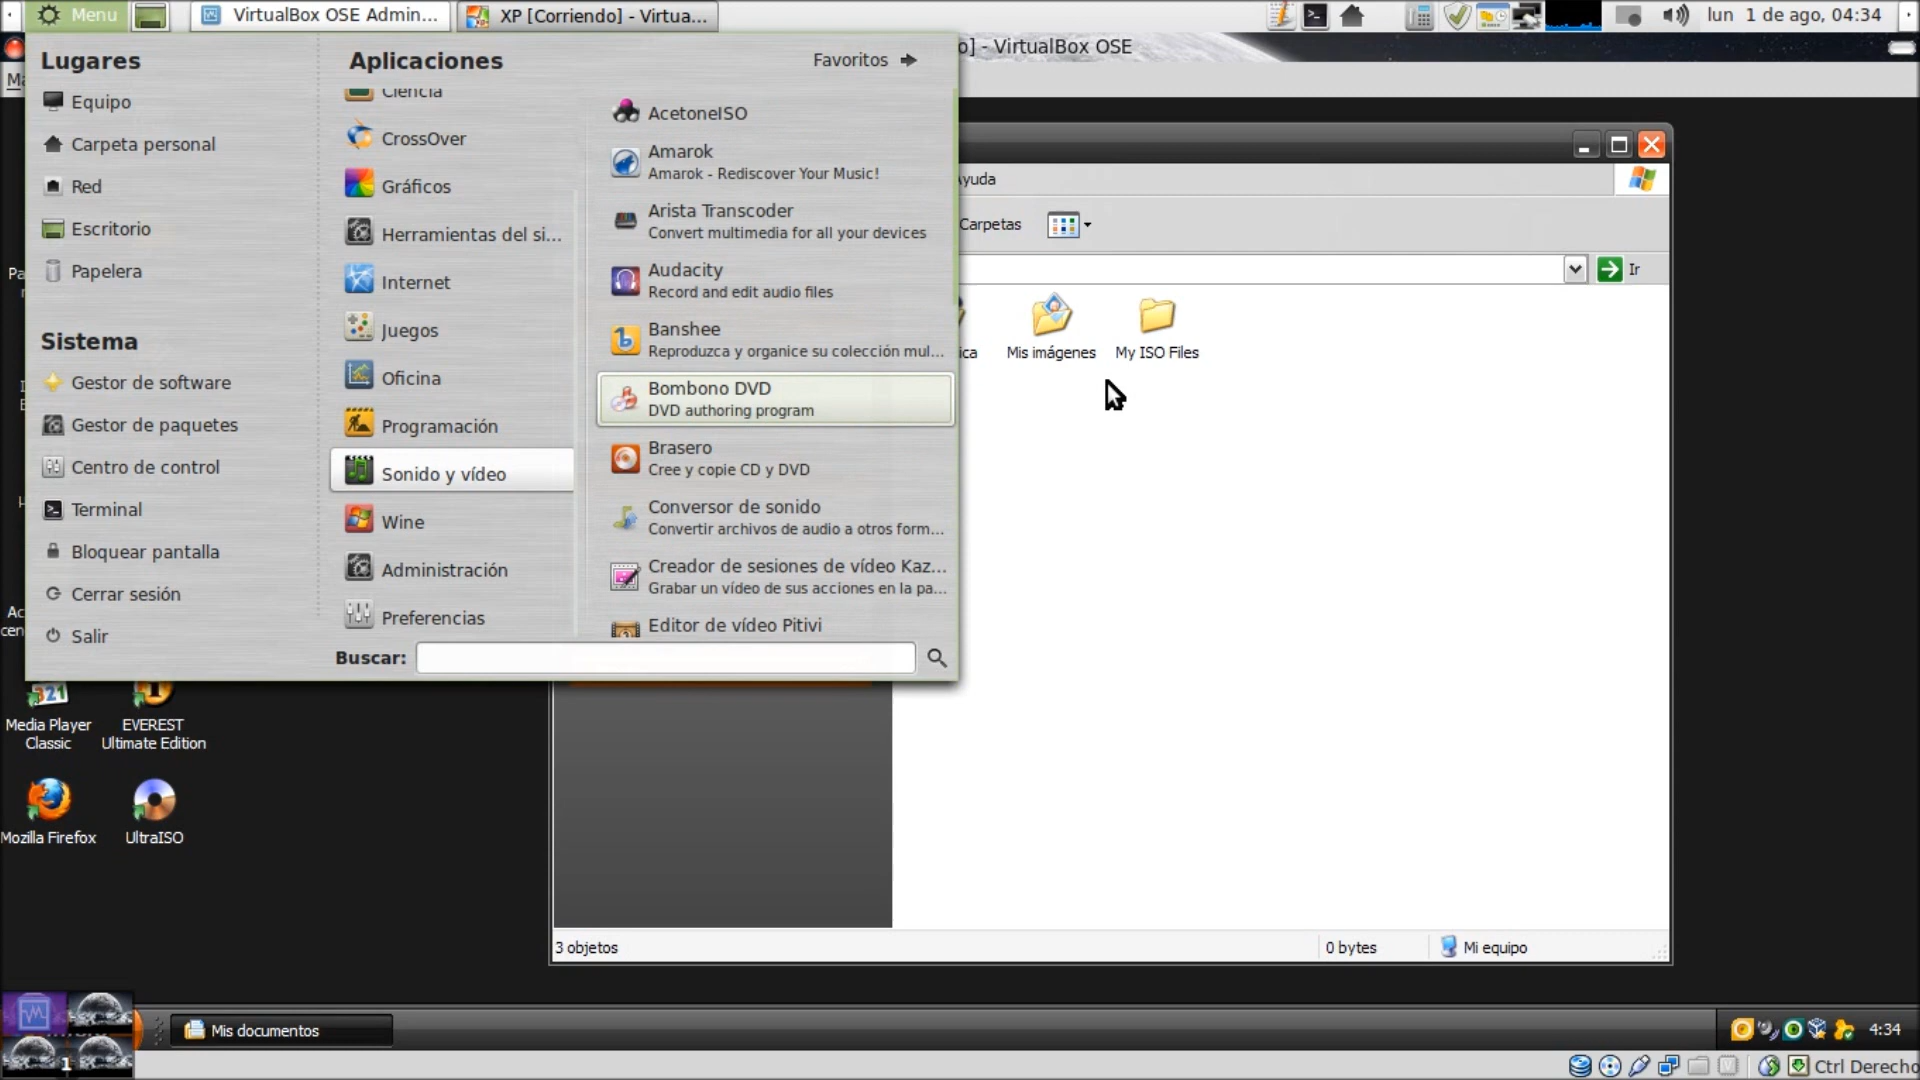 Menu
VirtualBox OSE Admin...
XP [Corriendo] - Virtua...
lun 1 de ago, 04:34
o] - VirtualBox OSE
Lugares
Equipo
Carpeta personal
Red
Escritorio
Papelera
Sistema
Gestor de software
Gestor de paquetes
Centro de control
Terminal
Bloquear pantalla
Cerrar sesión
Salir
Aplicaciones
Favoritos
Ciencia
CrossOver
Gráficos
Herramientas del si...
Internet
Juegos
Oficina
Programación
Sonido y vídeo
Wine
Administración
Preferencias
AcetoneISO
Amarok
Amarok - Rediscover Your Music!
Arista Transcoder
Convert multimedia for all your devices
Audacity
Record and edit audio files
Banshee
Reproduzca y organice su colección mul...
Bombono DVD
DVD authoring program
Brasero
Cree y copie CD y DVD
Conversor de sonido
Convertir archivos de audio a otros form...
Creador de sesiones de vídeo Kaz...
Grabar un vídeo de sus acciones en la pa...
Editor de vídeo Pitivi
Buscar:
yuda
Carpetas
Ir
ica
Mis imágenes
My ISO Files
3 objetos
0 bytes
Mi equipo
Pa
Ac
cen
321
Media Player
Classic
EVEREST
Ultimate Edition
Mozilla Firefox
UltraISO
1
Mis documentos
4:34
Ctrl Derecho